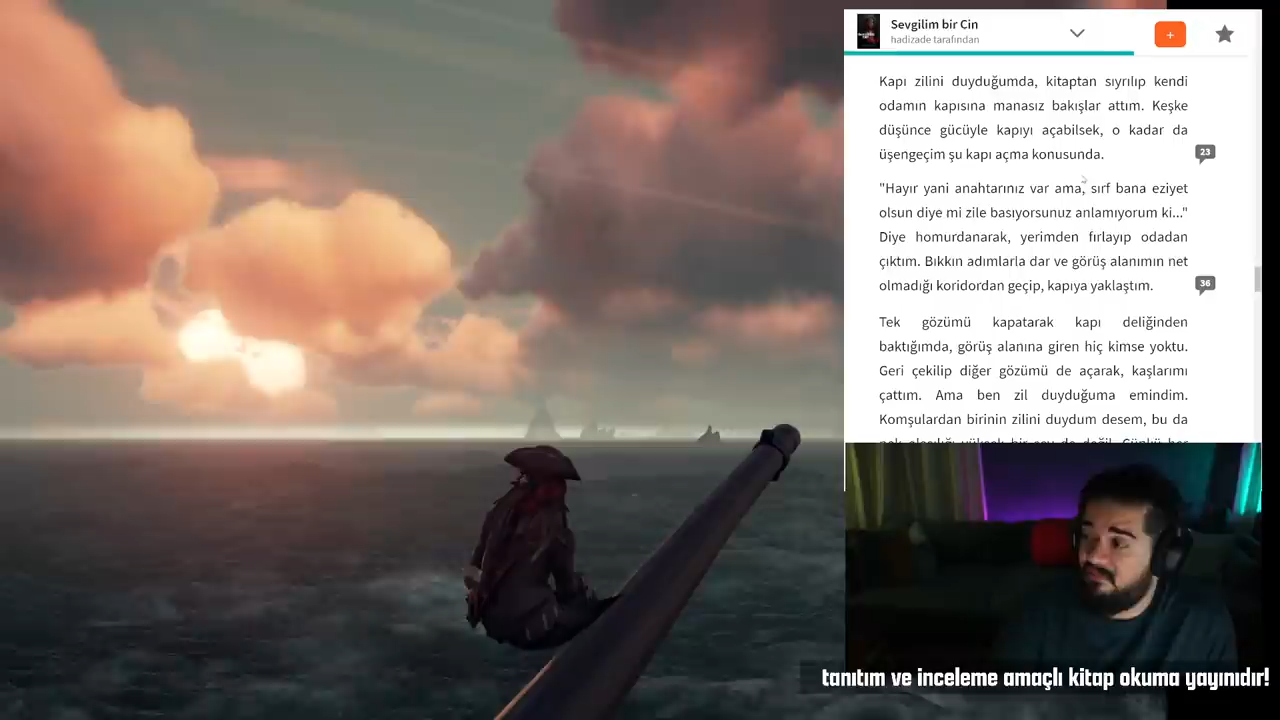 Sevgilim bir Cin
hadizade tarafından
+
Kapı zilini duyduğumda, kitaptan sıyrılıp kendi
odamın kapısına manasız bakışlar attım. Keşke
düşünce gücüyle kapıyı açabilsek, o kadar da
üşengeçim şu kapı açma konusunda.
23
"Hayır yani anahtarınız var ama, sırf bana eziyet
olsun diye mi zile basıyorsunuz anlamıyorum ki..."
Diye homurdanarak, yerimden fırlayıp odadan
çıktım. Bıkkın adımlarla dar ve görüş alanımın net
olmadığı koridordan geçip, kapıya yaklaştım.
36
Tek gözümü kapatarak kapı deliğinden
baktığımda, görüş alanına giren hiç kimse yoktu.
Geri çekilip diğer gözümü de açarak, kaşlarımı
çattım. Ama ben zil duyduğuma emindim.
Komşulardan birinin zilini duydum desem, bu da
tanıtım ve inceleme amaçlı kitap okuma yayınıdır!